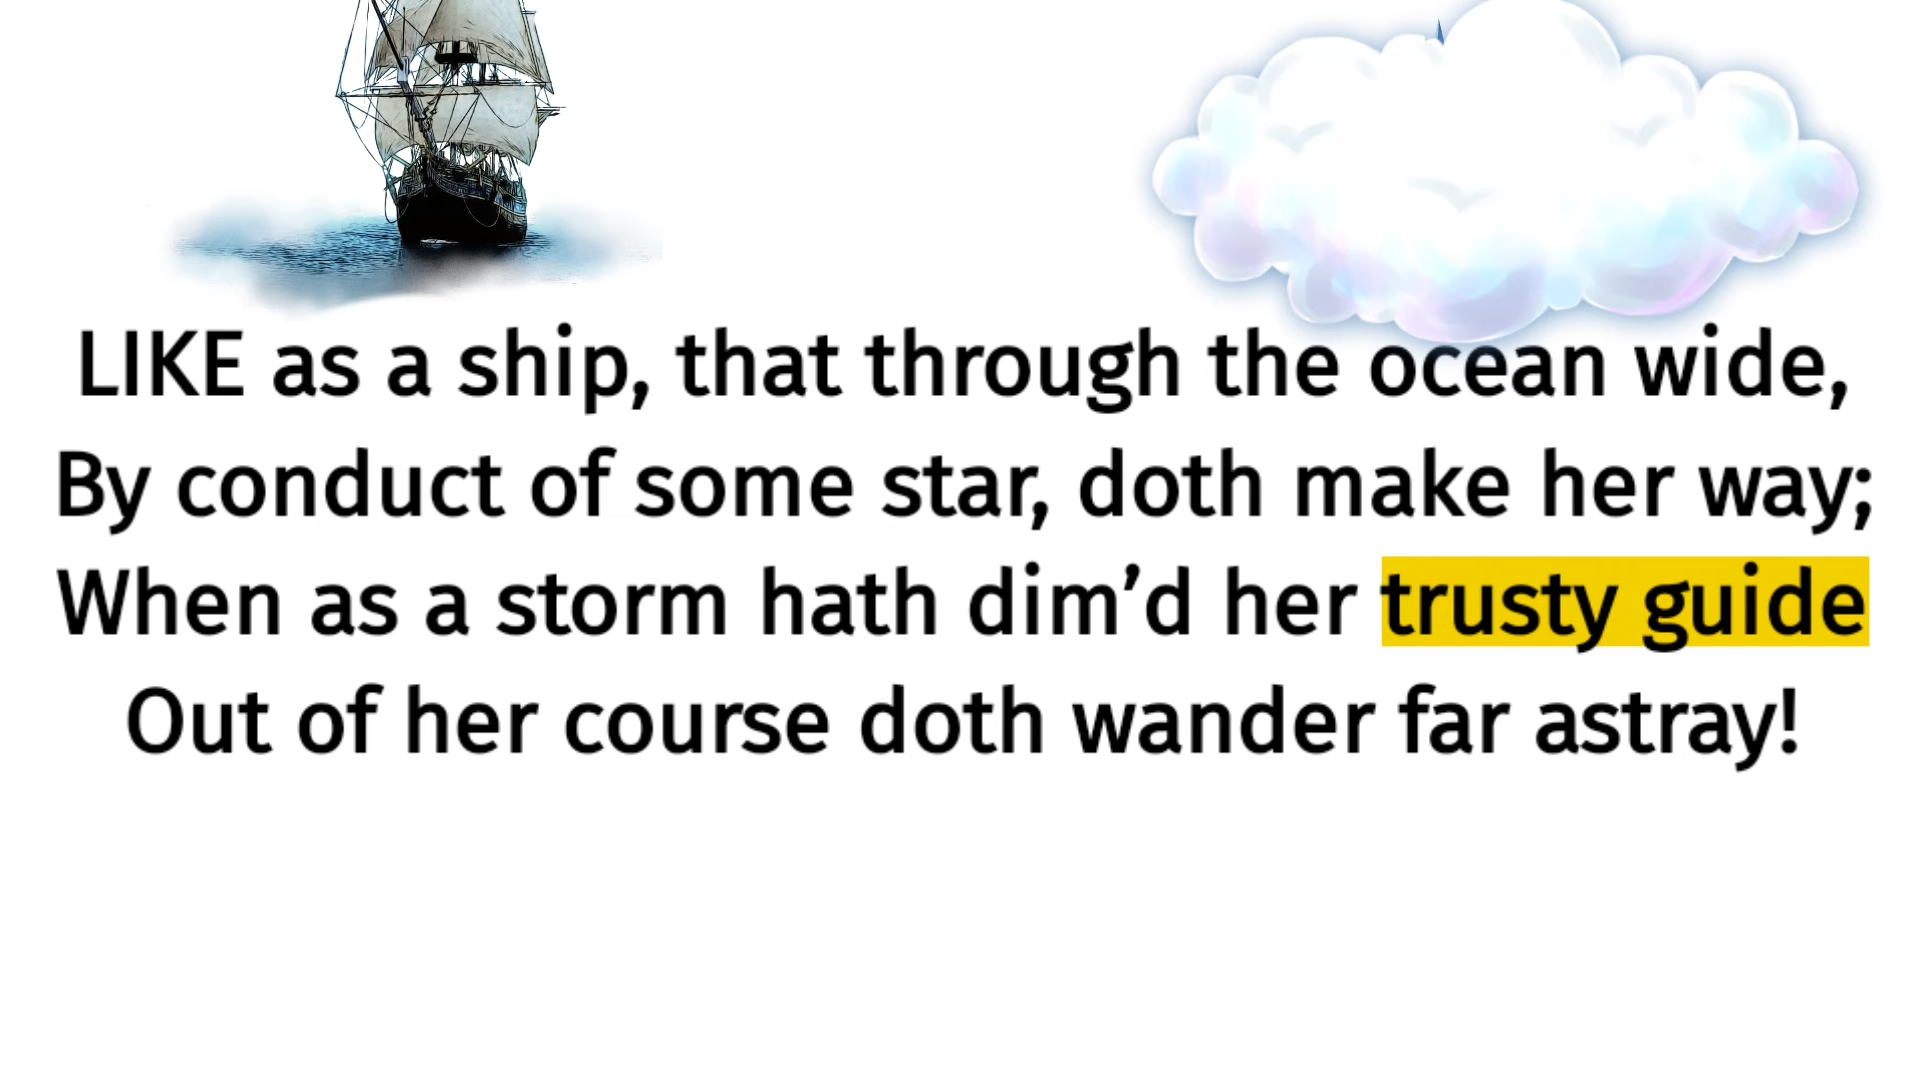 LIKE as a ship, that through the ocean wide,
By conduct of some star, doth make her way;
When as a storm hath dim’d her trusty guide
Out of her course doth wander far astray!